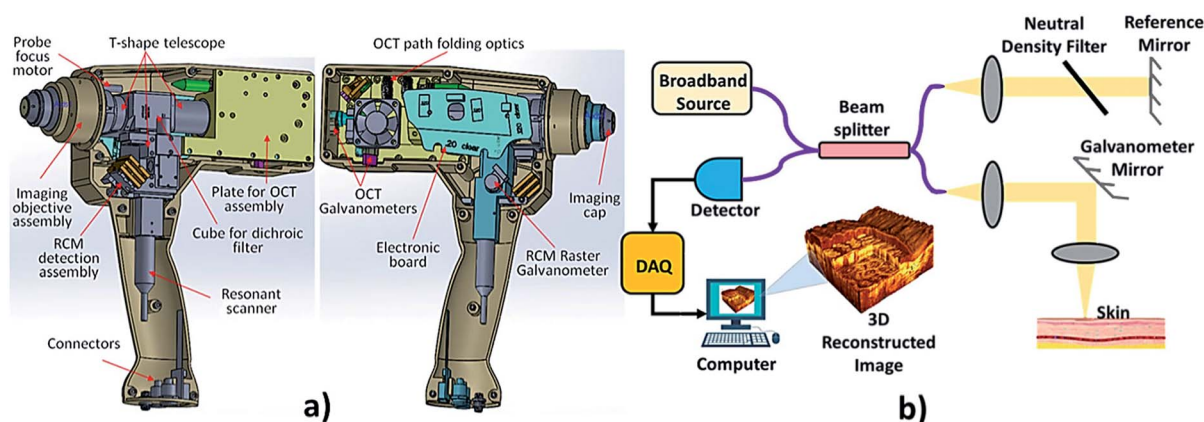 Probe
focus
motor
T-shape telescope
Imaging
objective
assembly
RCM
detection
assembly
Plate for OCT
assembly
Cube for dichroic
filter
Resonant
scanner
Connectors
a)
OCT path folding optics
20 clear
OCT
Galvanometers
Electronic
board
Imaging
cap
RCM Raster
Galvanometer
Broadband
Source
Beam
splitter
Neutral
Density Filter
Reference
Mirror
Galvanometer
Mirror
Detector
DAQ
Computer
3D
Reconstructed
Image
Skin
b)